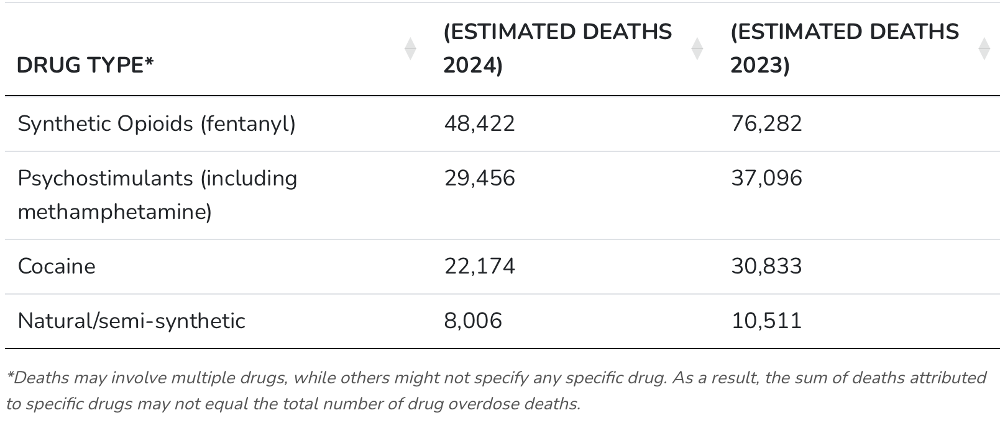 DRUG TYPE* (ESTIMATED DEATHS 2024) (ESTIMATED DEATHS 2023)
Synthetic Opioids (fentanyl) 48,422 76,282
Psychostimulants (including 29,456 37,096
methamphetamine)
Cocaine 22,174 30,833
Natural/semi-synthetic 8,006 10,511
*Deaths may involve multiple drugs, while others might not specify any specific drug. As a result, the sum of deaths attributed
to specific drugs may not equal the total number of drug overdose deaths.